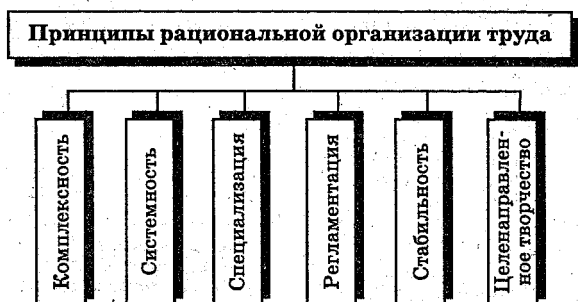 Принципы рациональной организации труда
Комплексность
Системность
Специализация
Регламентация
Стабильность
Целенаправлен-
ное творчество